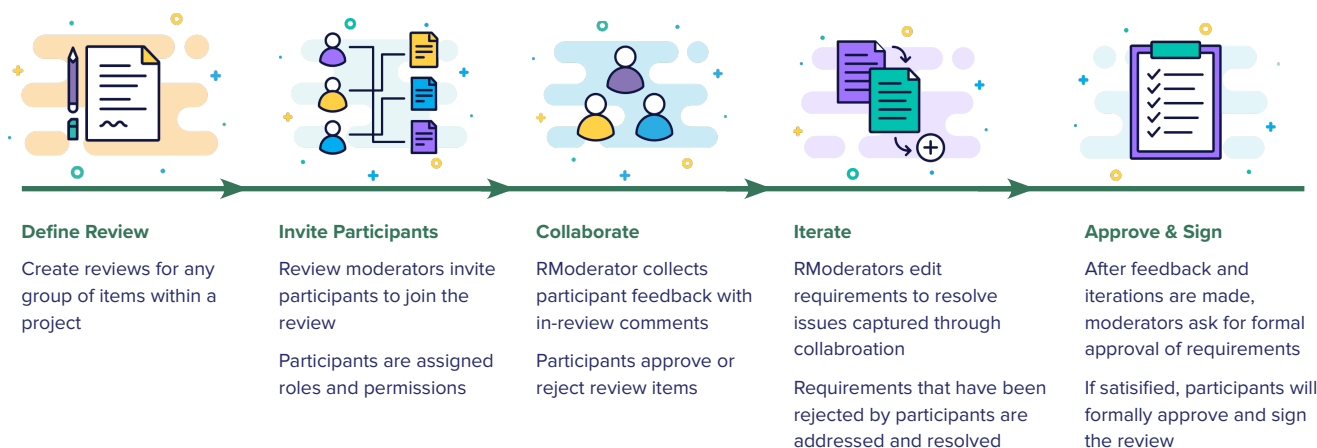 Define Review
Create reviews for any
group of items within a
project
Invite Participants
Review moderators invite
participants to join the
review
Participants are assigned
roles and permissions
Collaborate
RModerator collects
participant feedback with
in-review comments
Participants approve or
reject review items
Iterate
RModerators edit
requirements to resolve
issues captured through
collabroation
Requirements that have been
rejected by participants are
addressed and resolved
Approve & Sign
After feedback and
iterations are made,
moderators ask for formal
approval of requirements
If satisified, participants will
formally approve and sign
the review